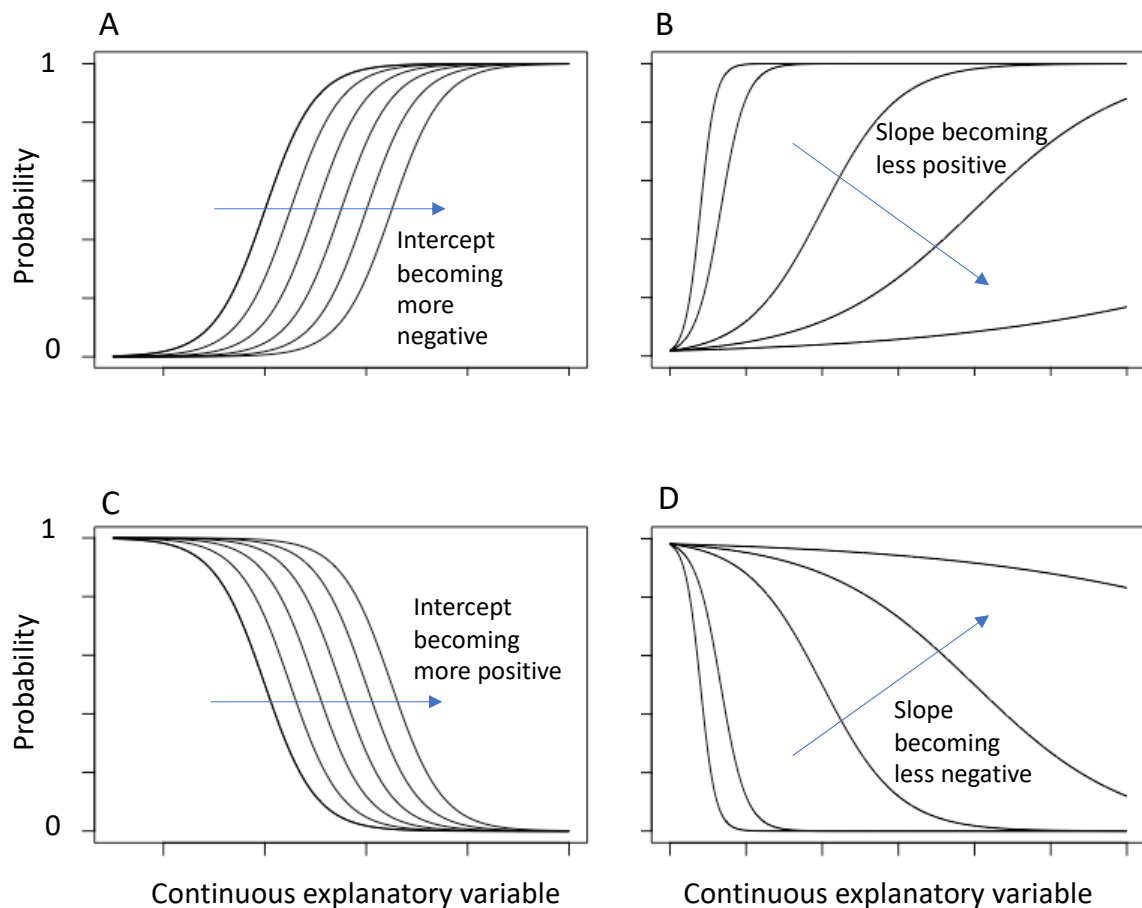 A
B
1
Probability
0
Intercept
becoming
more
negative
Slope becoming
less positive
C
D
1
Probability
0
Intercept
becoming
more positive
Slope
becoming
less negative
Continuous explanatory variable
Continuous explanatory variable